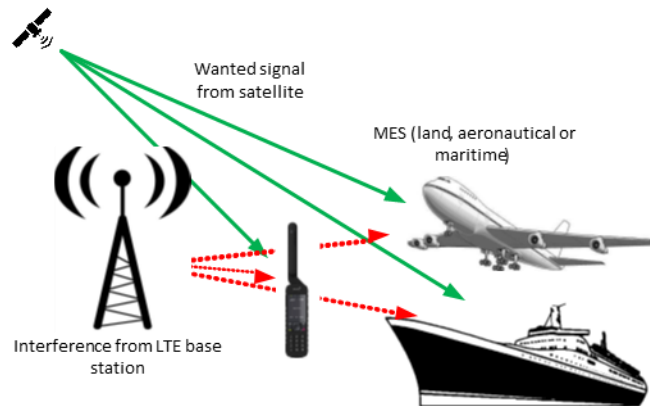 Wanted signal
from satellite
MES (land, aeronautical or
maritime)
Interference from LTE base
station